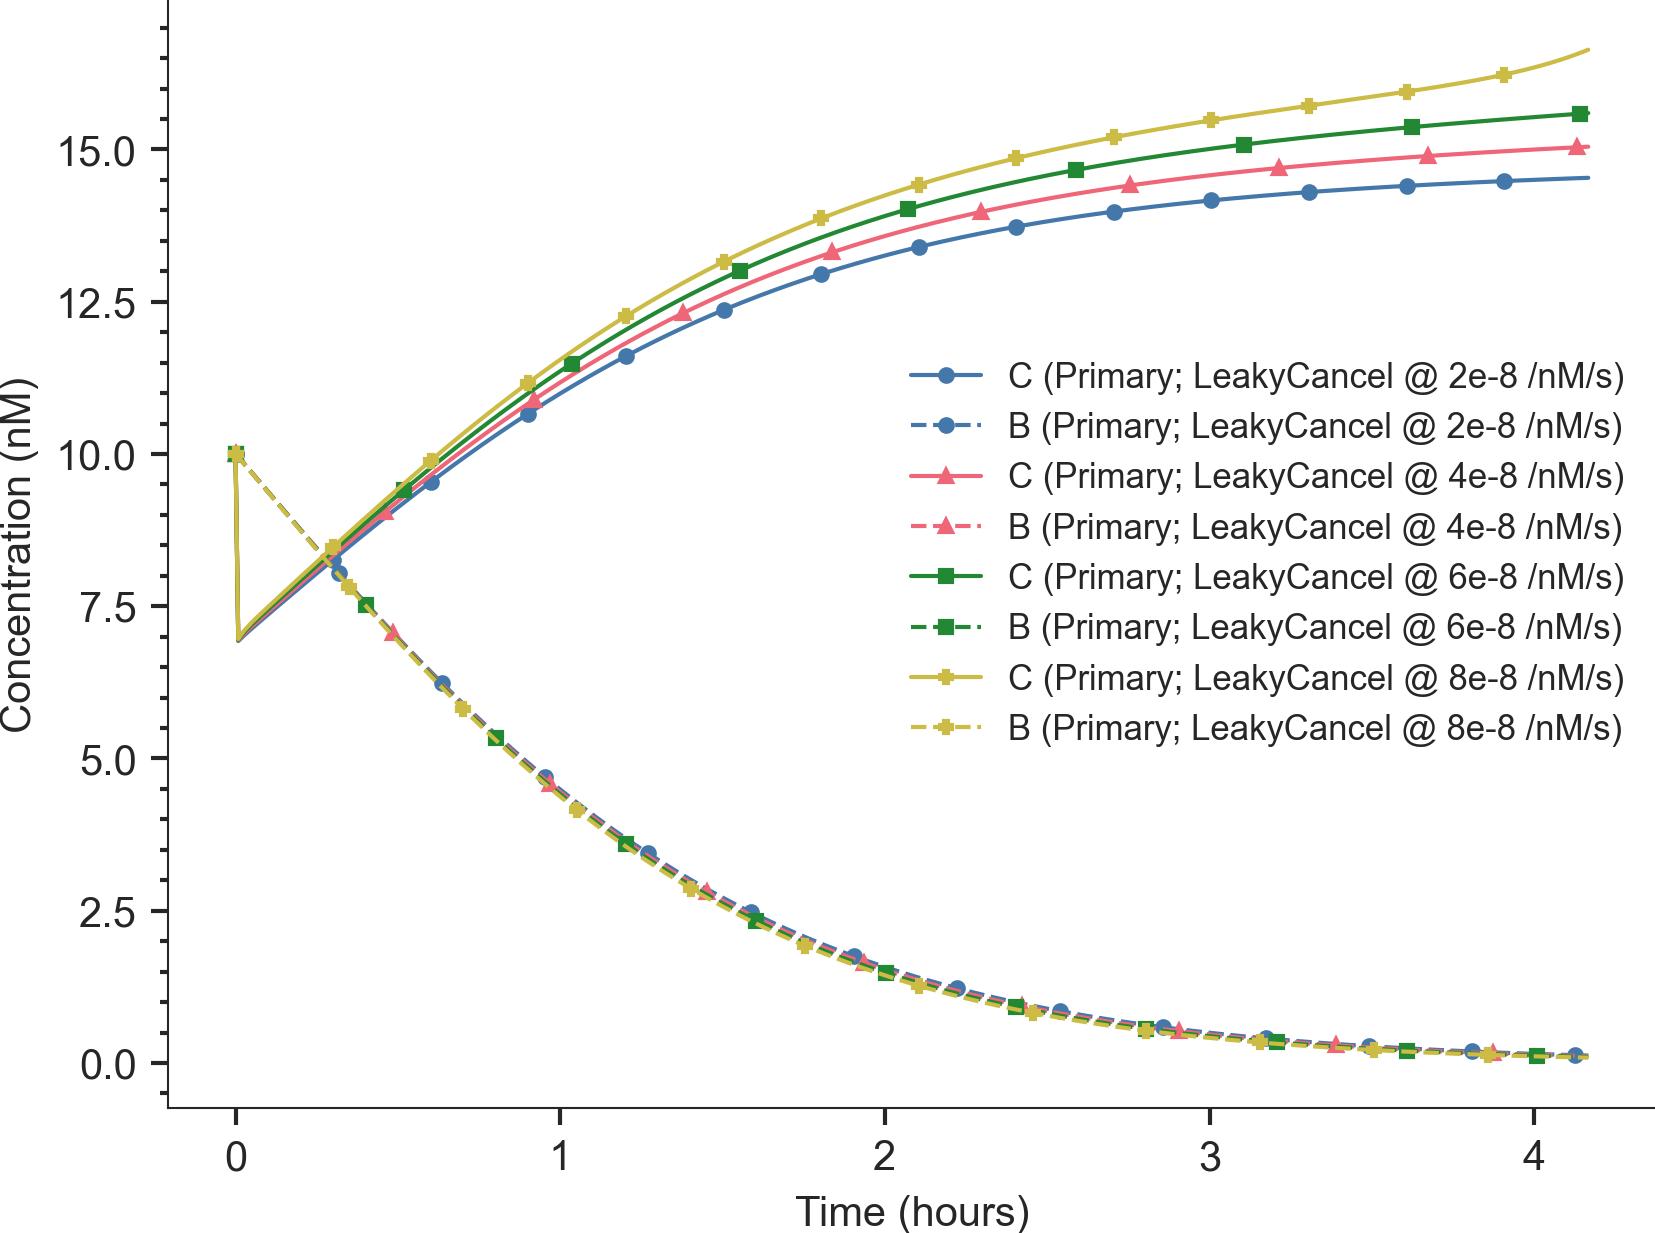 Concentration (nM)
15.0
12.5
10.0
7.5
5.0
2.5
0.0
C (Primary; LeakyCancel @ 2e-8 /nM/s)
B (Primary; LeakyCancel @ 2e-8 /nM/s)
C (Primary; LeakyCancel @ 4e-8 /nM/s)
B (Primary; LeakyCancel @ 4e-8 /nM/s)
C (Primary; LeakyCancel @ 6e-8 /nM/s)
B (Primary; LeakyCancel @ 6e-8 /nM/s)
C (Primary; LeakyCancel @ 8e-8 /nM/s)
B (Primary; LeakyCancel @ 8e-8 /nM/s)
0 1 2 3 4
Time (hours)